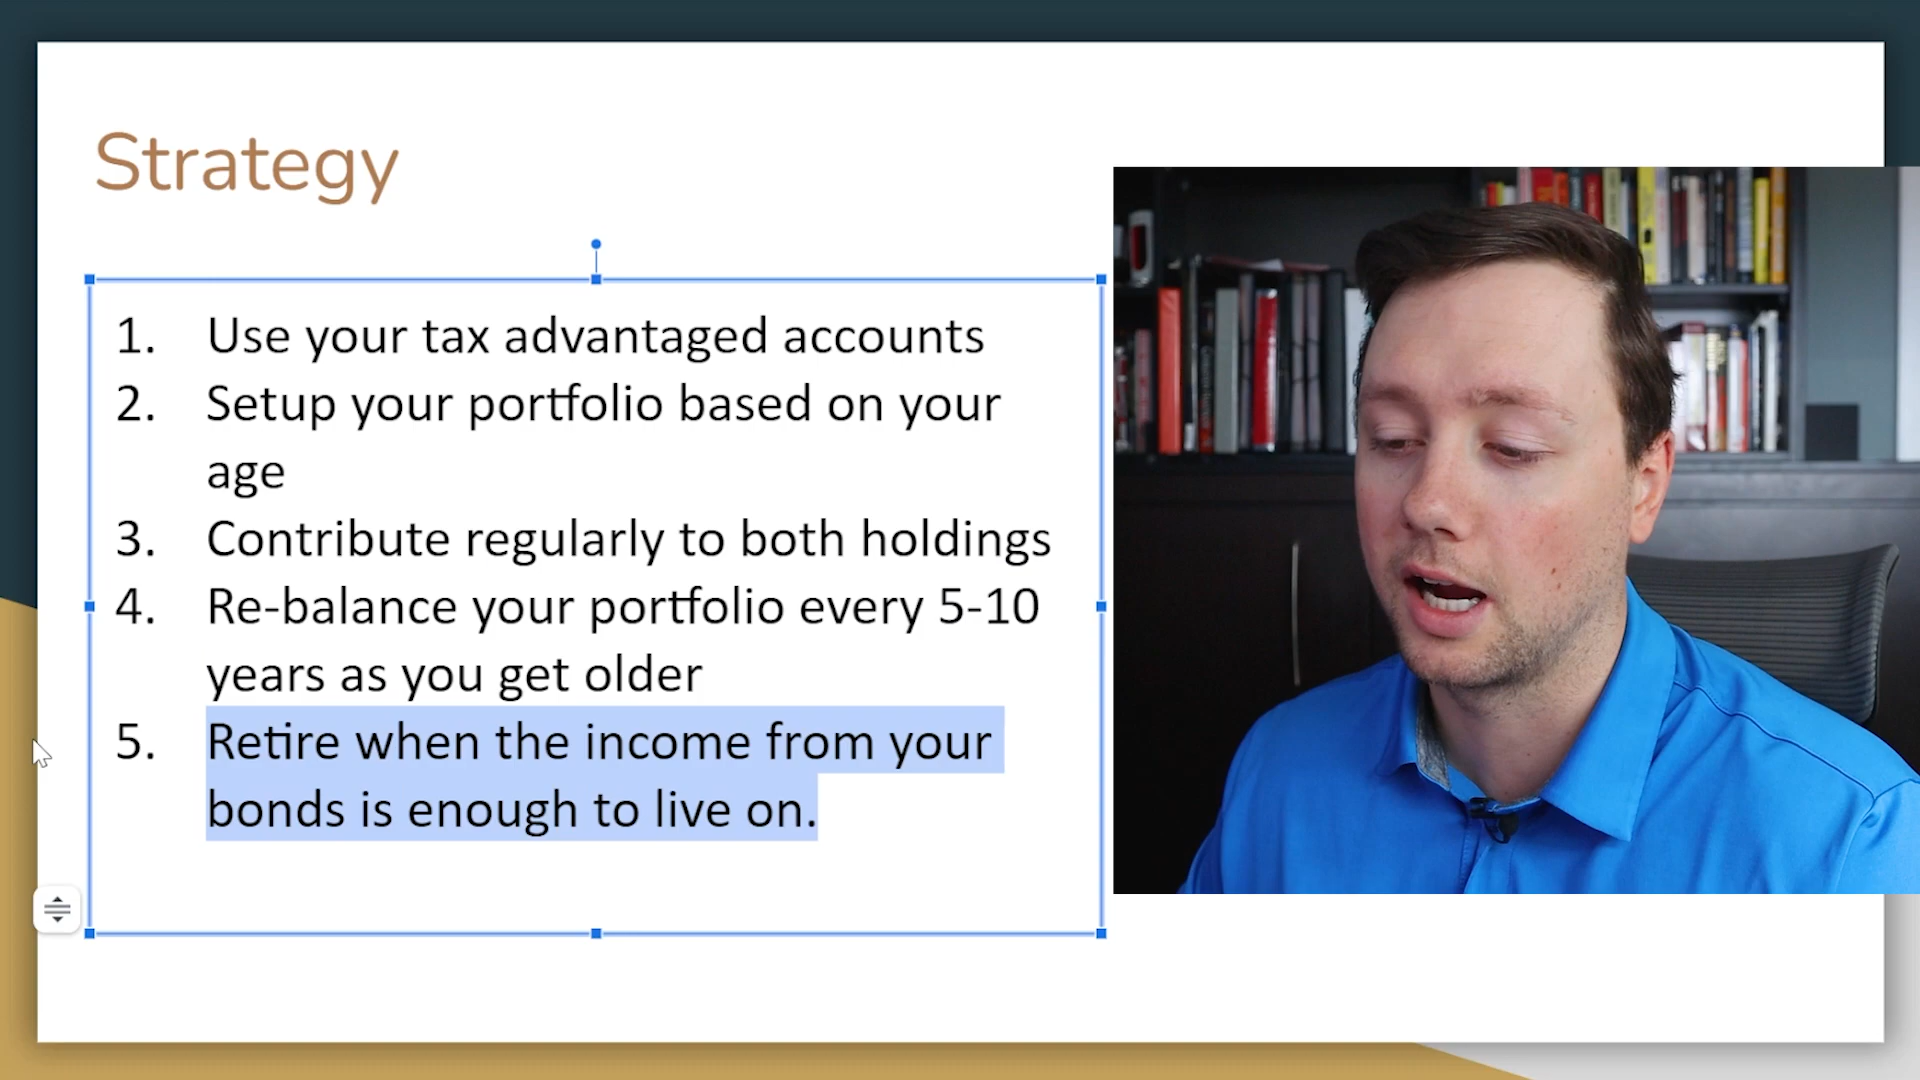 Strategy
1. Use your tax advantaged accounts
2. Setup your portfolio based on your
age
3. Contribute regularly to both holdings
4. Re-balance your portfolio every 5-10
years as you get older
5. Retire when the income from your
bonds is enough to live on.